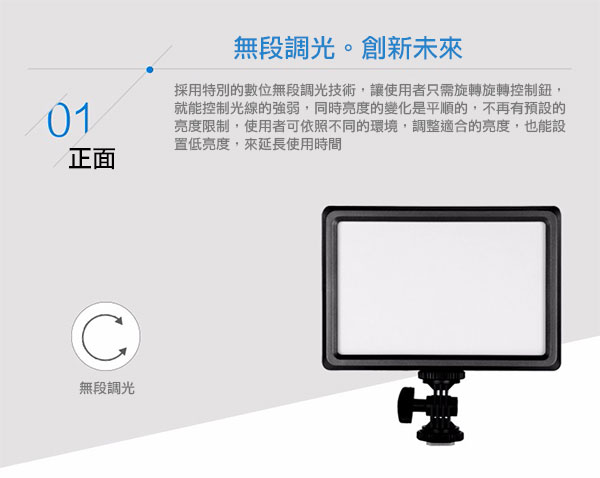 無段調光。創新未來
採用特別的數位無段調光技術，讓使用者只需旋轉旋轉控制鈕，
就能控制光線的強弱，同時亮度的變化是平順的，不再有預設的
亮度限制，使用者可依照不同的環境，調整適合的亮度，也能設
置低亮度，來延長使用時間
01
正面
無段調光